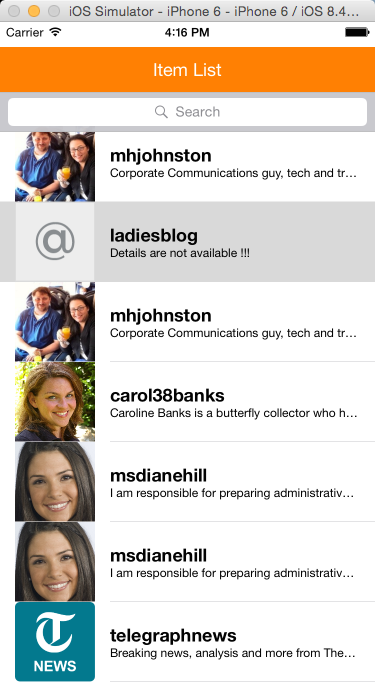 iOS Simulator - iPhone 6 - iPhone 6 / iOS 8.4...
Carrier 4:16 PM
Item List
Search
mhjohnston
Corporate Communications guy, tech and tr...
@
ladiesblog
Details are not available !!!
mhjohnston
Corporate Communications guy, tech and tr...
carol38banks
Caroline Banks is a butterfly collector who h...
msdianehill
I am responsible for preparing administrativ...
msdianehill
I am responsible for preparing administrativ...
T
NEWS
telegraphnews
Breaking news, analysis and more from The...